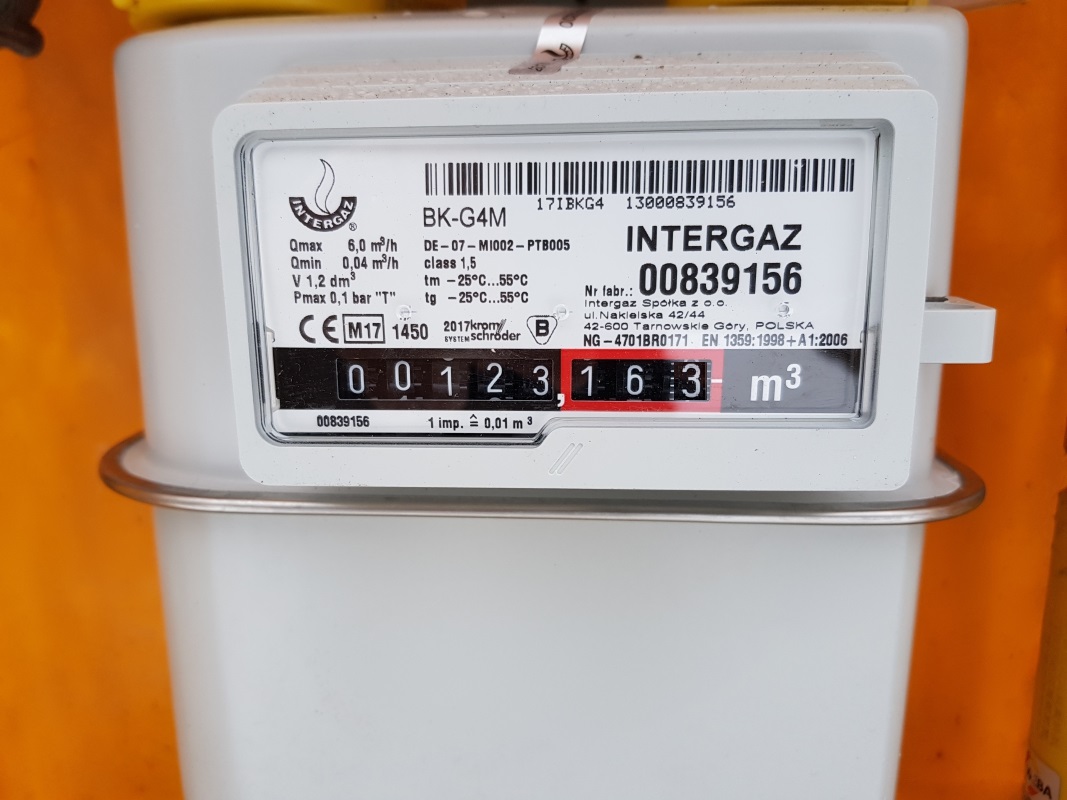 INTERGAZ
®
17IBKG4 13000839156
BK-G4M
INTERGAZ
00839156
Nr fabr.:
Qmax 6,0 m³/h
Qmin 0,04 m³/h
V 1,2 dm³
Pmax 0,1 bar "T"
DE-07-MI002-PTB005
class 1,5
tm -25°C...55°C
tg -25°C...55°C
Intergaz Spółka z o.o.
ul.Nakielska 42/44
42-600 Tarnowskie Góry, POLSKA
NG-4701BR0171 EN 1359:1998+A1:2006
CE M17 1450
2017 krom/
SYSTEM schröder
B
00123,163 m³
00839156
1 imp. ≙ 0,01 m³